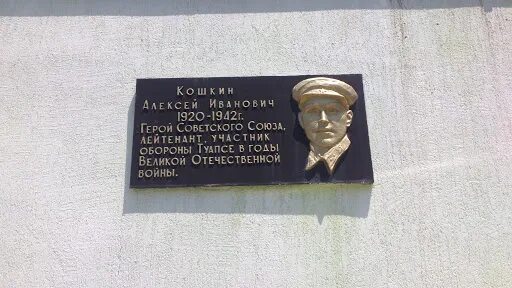 Кошкин
Алексей Иванович
1920-1942г.
Герой Советского Союза,
лейтенант, участник
обороны Туапсе в годы
Великой Отечественной
войны.